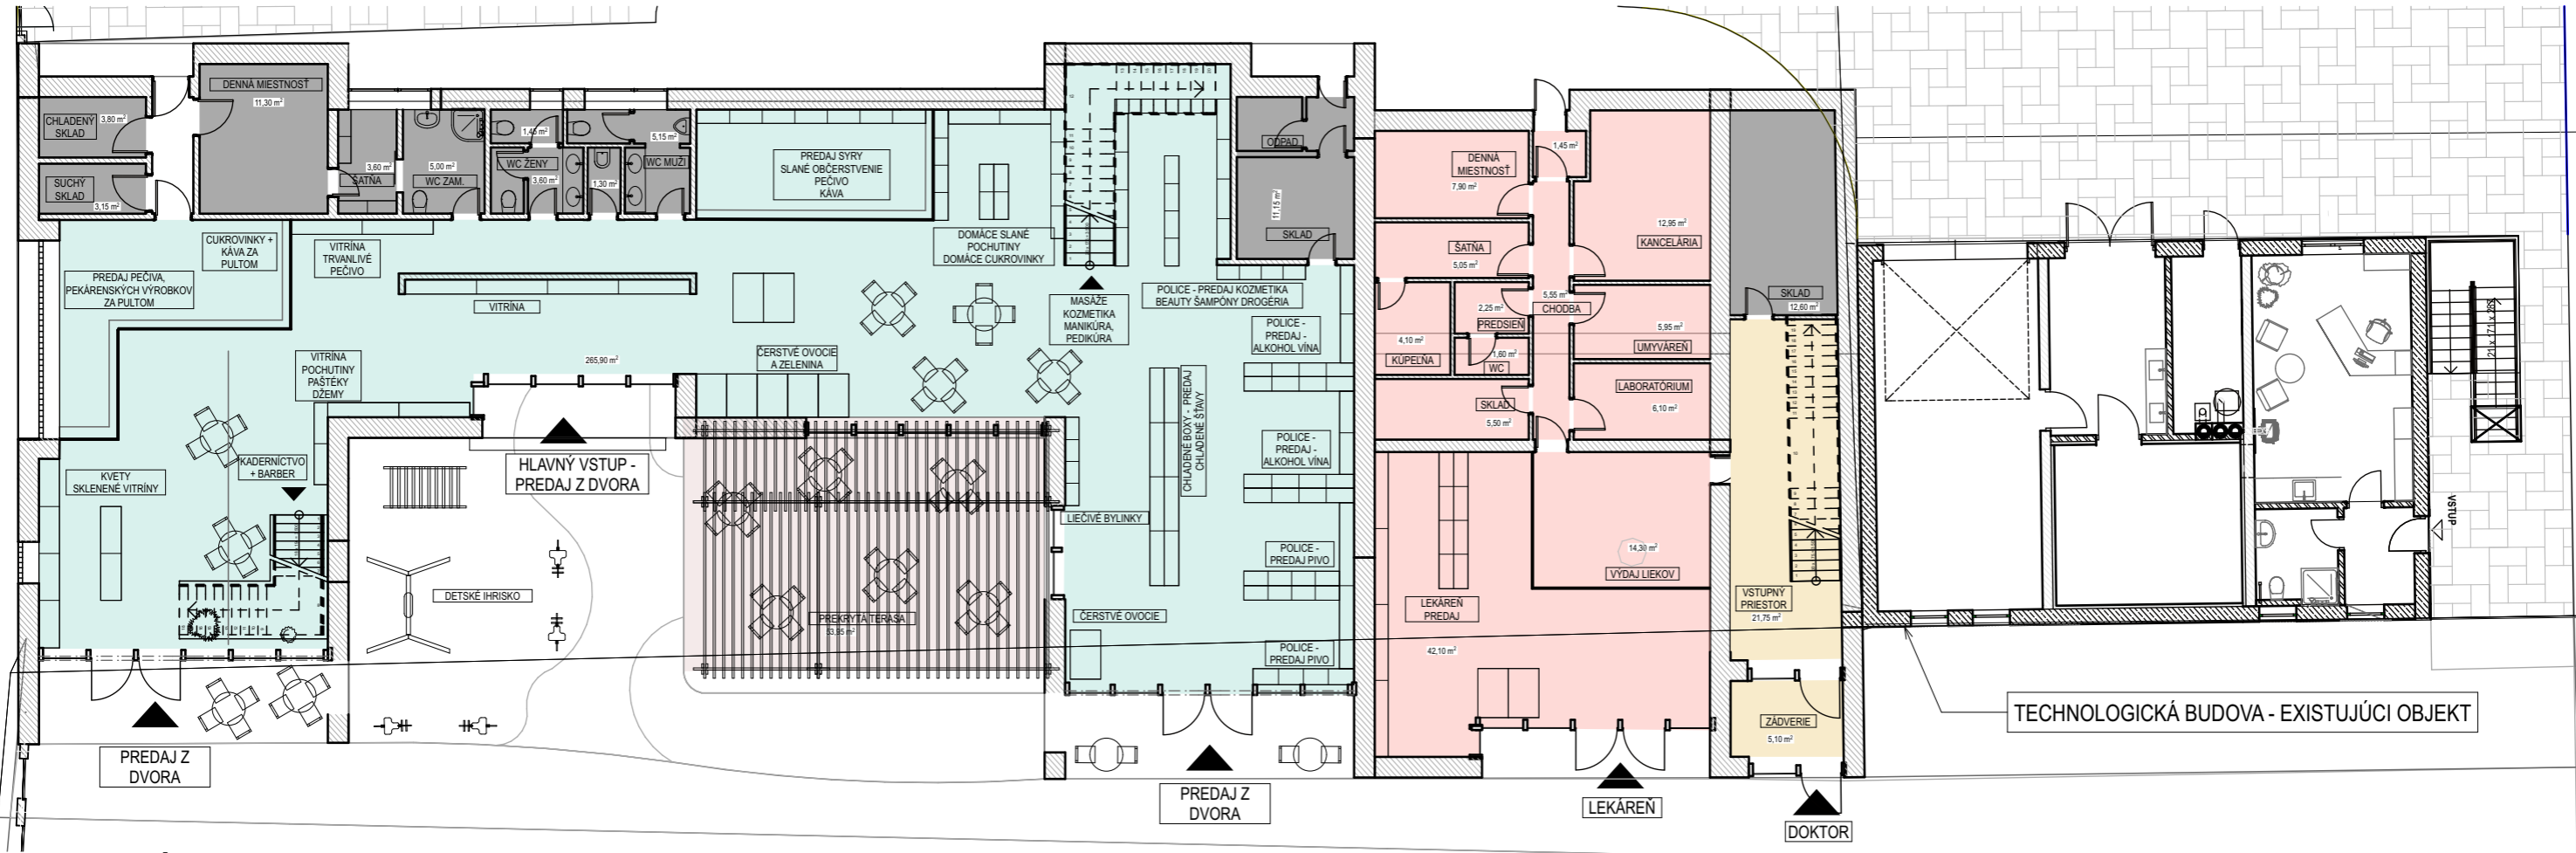 DENNÁ MIESTNOSŤ
11,30 m²
CHLADENÝ
SKLAD
3,80 m²
SUCHÝ
SKLAD
3,15 m²
3,60 m²
ŠATŇA
5,00 m²
WC ZAM.
1,45 m²
WC ŽENY
3,60 m²
1,30 m²
5,15 m²
WC MUŽI
PREDAJ SYRY
SLANÉ OBČERSTVENIE
PEČIVO
KÁVA
DOMÁCE SLANÉ
POCHUTINY
DOMÁCE CUKROVINKY
ODPAD
11,15 m²
SKLAD
CUKROVINKY +
KÁVA ZA
PULTOM
PREDAJ PEČIVA,
PEKÁRENSKÝCH VÝROBKOV
ZA PULTOM
VITRÍNA
TRVANLIVÉ
PEČIVO
VITRÍNA
MASÁŽE
KOZMETIKA
MANIKÚRA,
PEDIKÚRA
POLICE - PREDAJ KOZMETIKA
BEAUTY ŠAMPÓNY DROGÉRIA
POLICE -
PREDAJ -
ALKOHOL VÍNA
265,90 m²
VITRÍNA
POCHUTINY
PAŠTÉKY
DŽEMY
ČERSTVÉ OVOCIE
A ZELENINA
CHLADENÉ BOXY - PREDAJ
CHLADENÉ ŠŤAVY
POLICE -
PREDAJ -
ALKOHOL VÍNA
KVETY
SKLENENÉ VITRÍNY
KADERNÍCTVO
+ BARBER
HLAVNÝ VSTUP -
PREDAJ Z DVORA
LIEČIVÉ BYLINKY
POLICE -
PREDAJ PIVO
DETSKÉ IHRISKO
PREKRYTÁ TERASA
53,95 m²
ČERSTVÉ OVOCIE
POLICE -
PREDAJ PIVO
PREDAJ Z
DVORA
PREDAJ Z
DVORA
DENNÁ
MIESTNOSŤ
7,90 m²
1,45 m²
12,95 m²
KANCELÁRIA
ŠATŇA
5,05 m²
5,55 m²
CHODBA
2,25 m²
PREDSIEŇ
4,10 m²
KÚPEĽŇA
1,60 m²
WC
5,95 m²
UMYVÁREŇ
SKLAD
5,50 m²
LABORATÓRIUM
6,10 m²
SKLAD
12,60 m²
14,30 m²
VÝDAJ LIEKOV
LEKÁREŇ
PREDAJ
42,10 m²
VSTUPNÝ
PRIESTOR
21,75 m²
ZÁDVERIE
5,10 m²
LEKÁREŇ
DOKTOR
21 x 171 x 289
VSTUP
TECHNOLOGICKÁ BUDOVA - EXISTUJÚCI OBJEKT